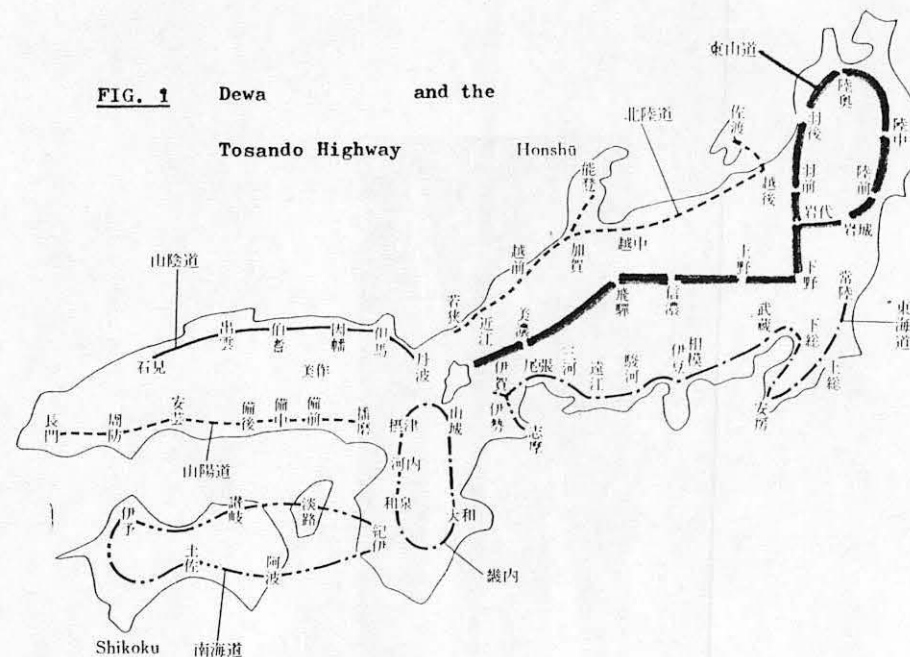 FIG. 1 Dewa and the
Tosando Highway
Honshū
東山道
陸奥
羽後
陸中
羽前
陸前
岩代
岩城
北陸道
佐渡
能登
越後
越中
加賀
越前
若狭
上野
下野
信濃
飛騨
美濃
近江
常陸
東海道
武蔵
下総
上総
安房
相模
伊豆
駿河
遠江
三河
尾張
伊賀
伊勢
志摩
山陰道
石見
出雲
伯耆
因幡
但馬
丹波
美作
長門
周防
安芸
備後
備中
備前
播磨
山陽道
摂津
山城
河内
和泉
大和
畿内
伊予
讃岐
淡路
紀伊
土佐
阿波
Shikoku
南海道